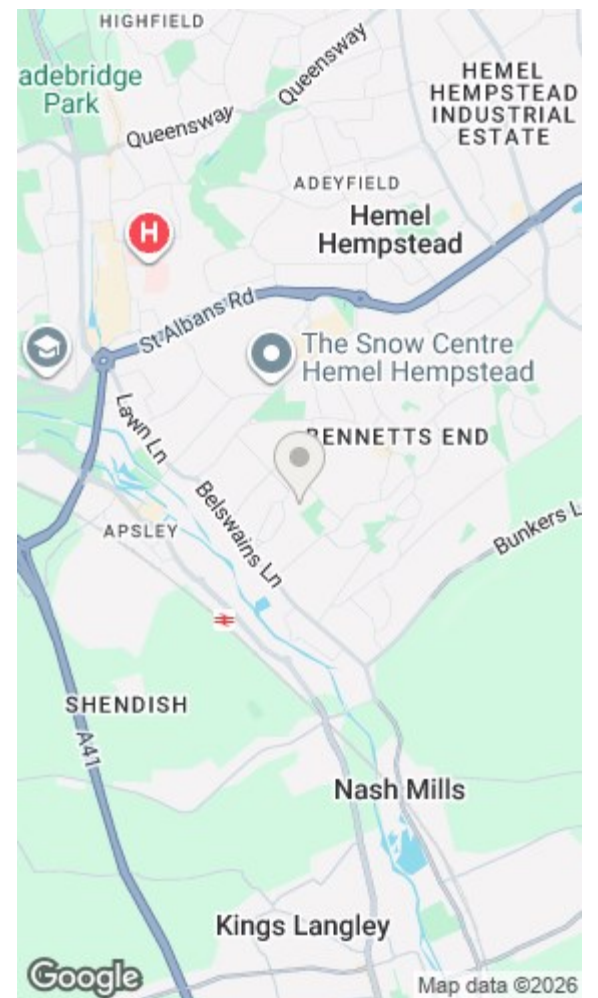 HIGHFIELD
adebridge
Park
Queensway
Queensway
HEMEL
HEMPSTEAD
INDUSTRIAL
ESTATE
ADEYFIELD
Hemel
Hempstead
H
St Albans Rd
The Snow Centre
Hemel Hempstead
Lawn Ln
BENNETTS END
Belswains Ln
Bunkers L
APSLEY
SHENDISH
A41
Nash Mills
Kings Langley
Google
Map data ©2026